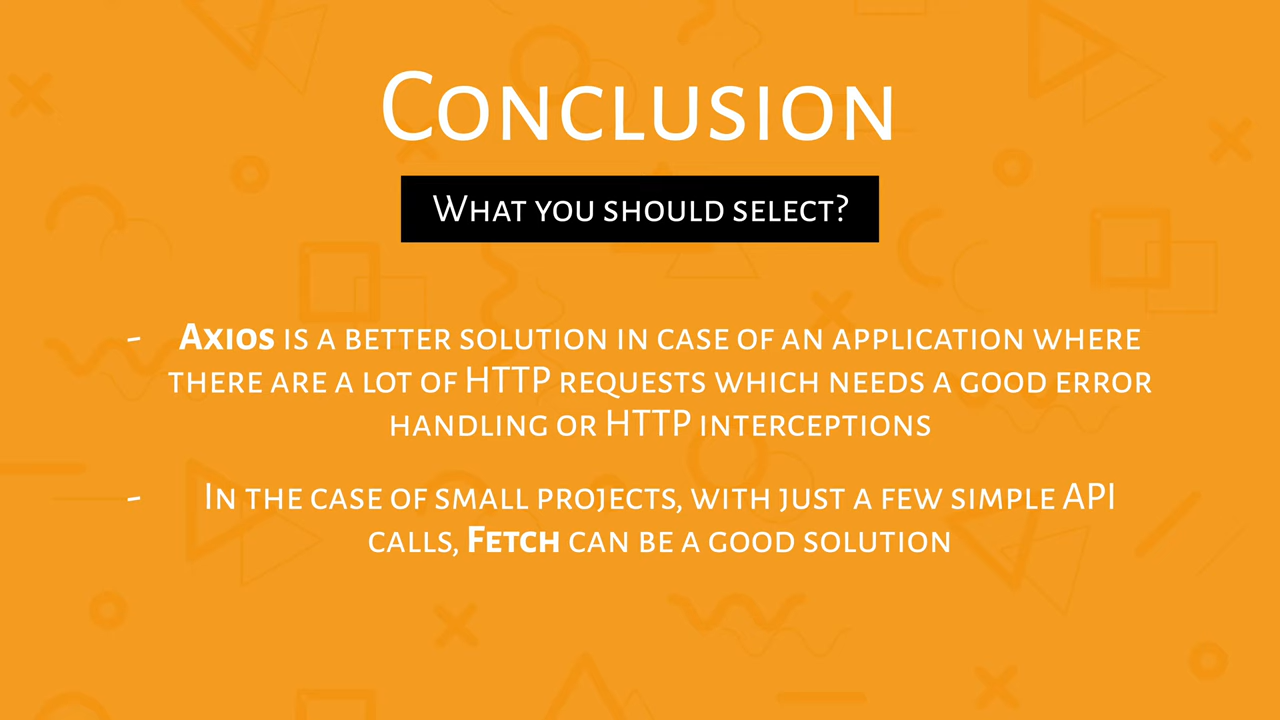 Conclusion
What you should select?
- Axios is a better solution in case of an application where
there are a lot of HTTP requests which needs a good error
handling or HTTP interceptions
- In the case of small projects, with just a few simple API
calls, Fetch can be a good solution